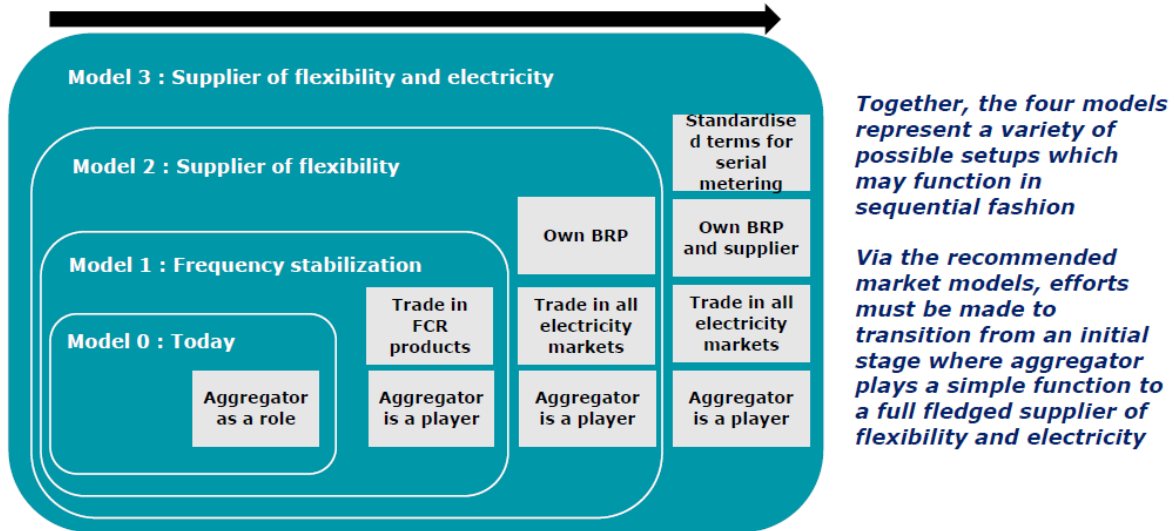 Model 3 : Supplier of flexibility and electricity
Model 2 : Supplier of flexibility
Model 1 : Frequency stabilization
Model 0 : Today
Aggregator
as a role
Trade in
FCR
products
Aggregator
is a player
Own BRP
Trade in all
electricity
markets
Aggregator
is a player
Standardise
d terms for
serial
metering
Own BRP
and supplier
Trade in all
electricity
markets
Aggregator
is a player
Together, the four models
represent a variety of
possible setups which
may function in
sequential fashion
Via the recommended
market models, efforts
must be made to
transition from an initial
stage where aggregator
plays a simple function to
a full fledged supplier of
flexibility and electricity